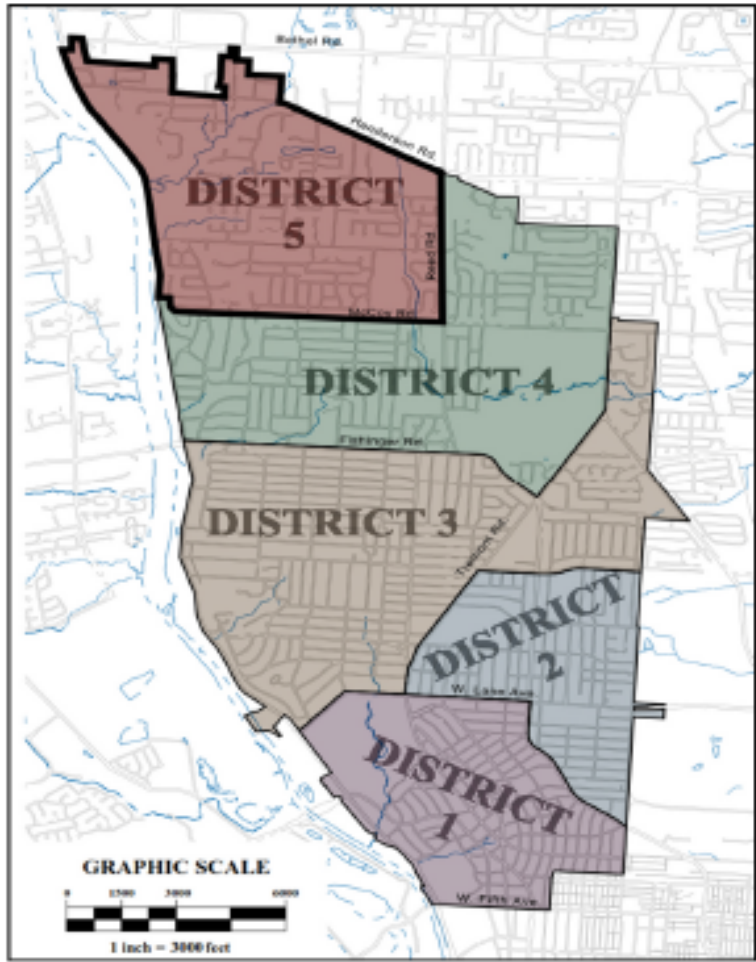 Bethel Rd.
Henderson Rd.
DISTRICT
5
Reed Rd.
McCoy Rd.
DISTRICT 4
Fishinger Rd.
DISTRICT 3
Tremont Rd.
DISTRICT
2
W. Lane Ave
DISTRICT
1
GRAPHIC SCALE
0 1500 3000 6000
W. Fifth Ave
1 inch = 3000 feet